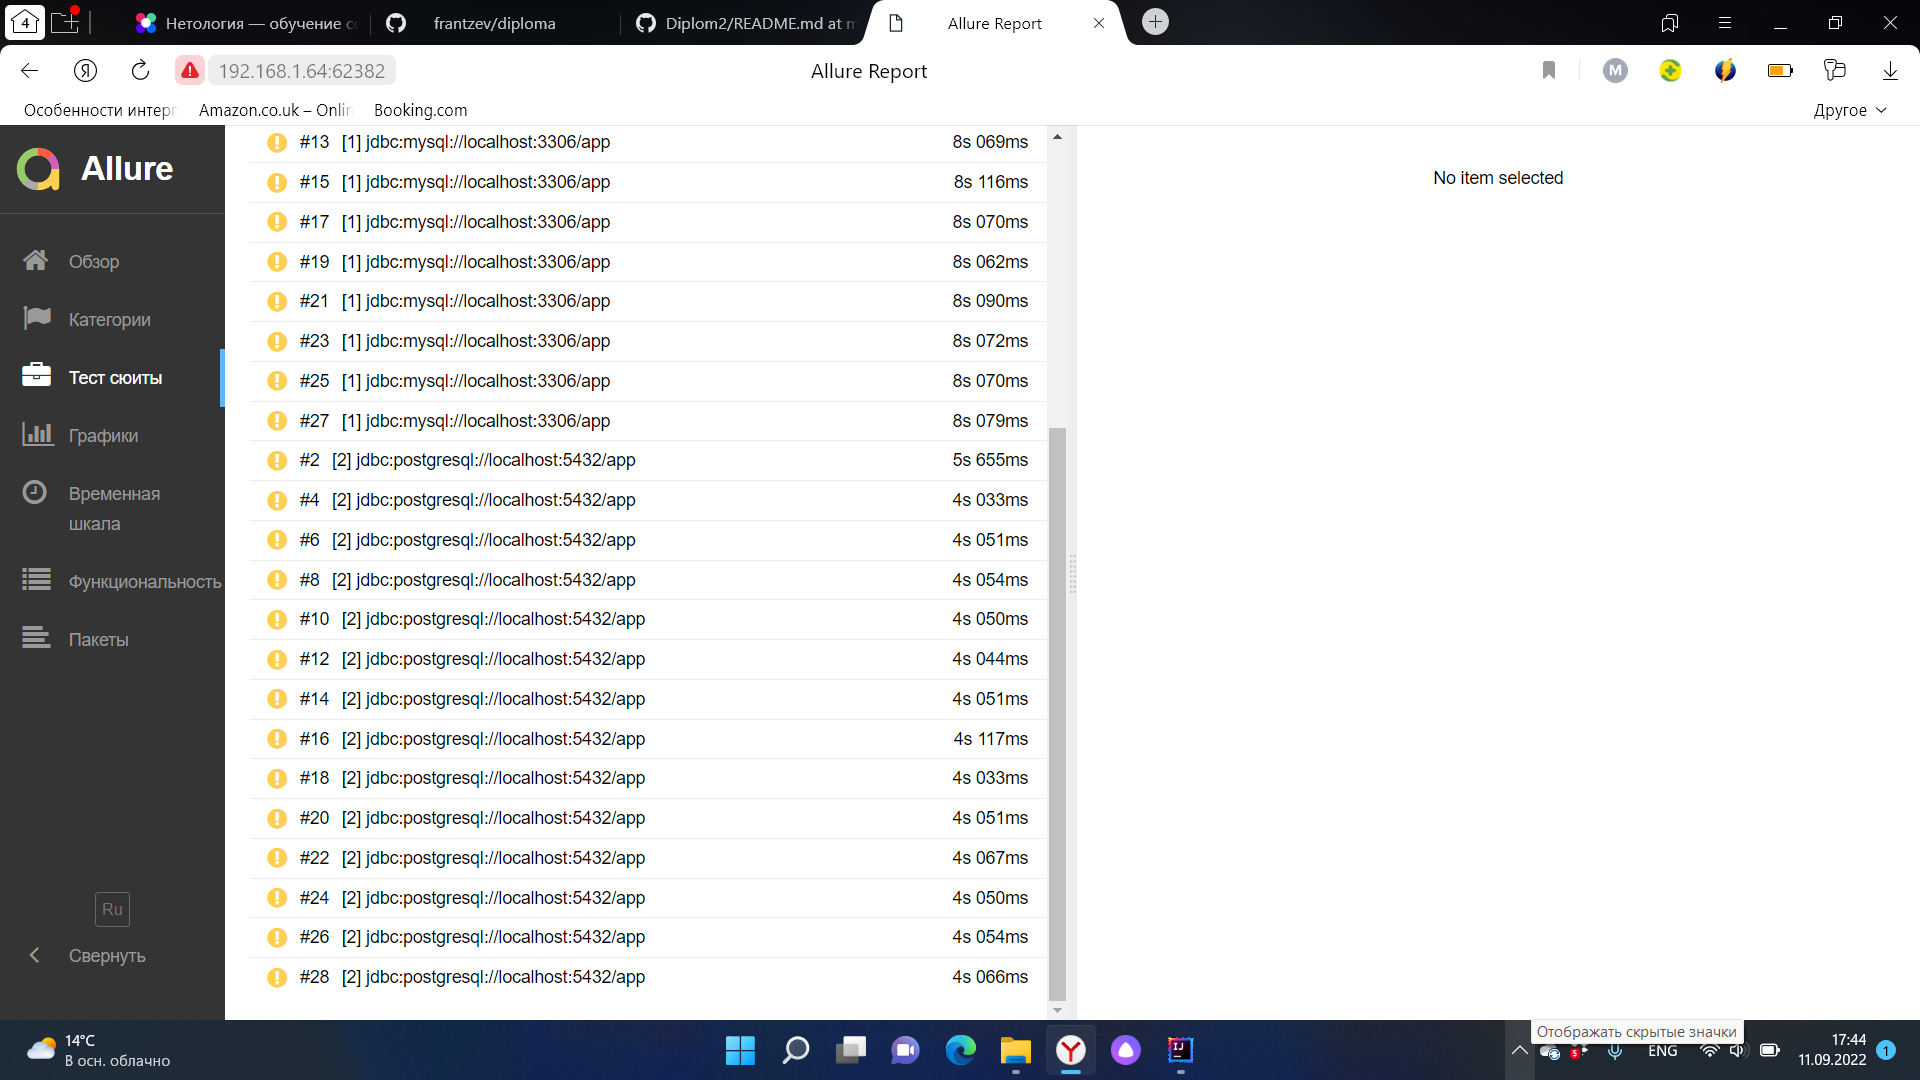 4
Нетология — обучение со
frantzev/diploma
Diplom2/README.md at m
Allure Report
192.168.1.64:62382
Allure Report
M
Особенности интерп
Amazon.co.uk – Onlin
Booking.com
Другое
Allure
Обзор
Категории
Тест сюиты
Графики
Временная
шкала
Функциональность
Пакеты
Ru
Свернуть
#13 [1] jdbc:mysql://localhost:3306/app 8s 069ms
#15 [1] jdbc:mysql://localhost:3306/app 8s 116ms
#17 [1] jdbc:mysql://localhost:3306/app 8s 070ms
#19 [1] jdbc:mysql://localhost:3306/app 8s 062ms
#21 [1] jdbc:mysql://localhost:3306/app 8s 090ms
#23 [1] jdbc:mysql://localhost:3306/app 8s 072ms
#25 [1] jdbc:mysql://localhost:3306/app 8s 070ms
#27 [1] jdbc:mysql://localhost:3306/app 8s 079ms
#2 [2] jdbc:postgresql://localhost:5432/app 5s 655ms
#4 [2] jdbc:postgresql://localhost:5432/app 4s 033ms
#6 [2] jdbc:postgresql://localhost:5432/app 4s 051ms
#8 [2] jdbc:postgresql://localhost:5432/app 4s 054ms
#10 [2] jdbc:postgresql://localhost:5432/app 4s 050ms
#12 [2] jdbc:postgresql://localhost:5432/app 4s 044ms
#14 [2] jdbc:postgresql://localhost:5432/app 4s 051ms
#16 [2] jdbc:postgresql://localhost:5432/app 4s 117ms
#18 [2] jdbc:postgresql://localhost:5432/app 4s 033ms
#20 [2] jdbc:postgresql://localhost:5432/app 4s 051ms
#22 [2] jdbc:postgresql://localhost:5432/app 4s 067ms
#24 [2] jdbc:postgresql://localhost:5432/app 4s 050ms
#26 [2] jdbc:postgresql://localhost:5432/app 4s 054ms
#28 [2] jdbc:postgresql://localhost:5432/app 4s 066ms
No item selected
14°C
В осн. облачно
Отображать скрытые значки
ENG
17:44
11.09.2022
1